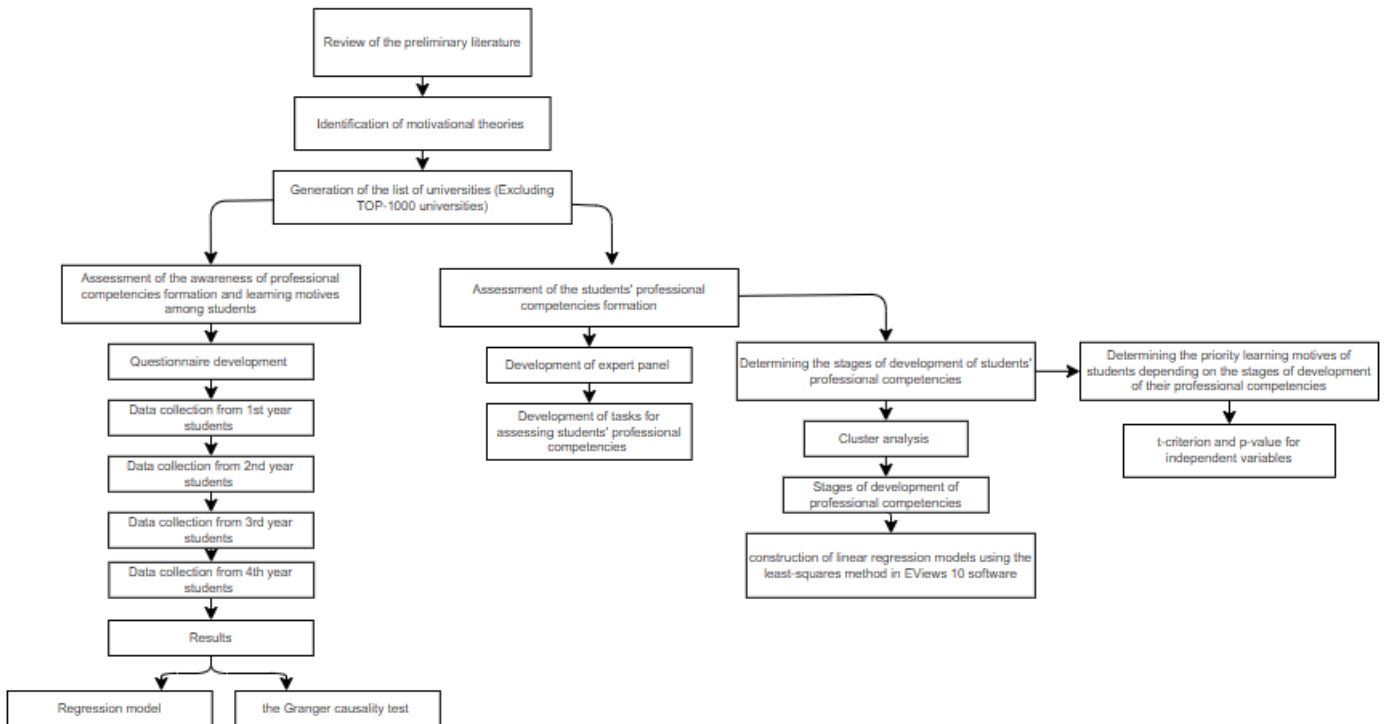 Review of the preliminary literature
Identification of motivational theories
Generation of the list of universities (Excluding
TOP-1000 universities)
Assessment of the awareness of professional
competencies formation and learning motives
among students
Questionnaire development
Data collection from 1st year
students
Data collection from 2nd year
students
Data collection from 3rd year
students
Data collection from 4th year
students
Results
Regression model
the Granger causality test
Assessment of the students' professional
competencies formation
Development of expert panel
Development of tasks for
assessing students' professional
competencies
Determining the stages of development of students'
professional competencies
Cluster analysis
Stages of development of
professional competencies
construction of linear regression models using the
least-squares method in EViews 10 software
Determining the priority learning motives of
students depending on the stages of development
of their professional competencies
t-criterion and p-value for
independent variables